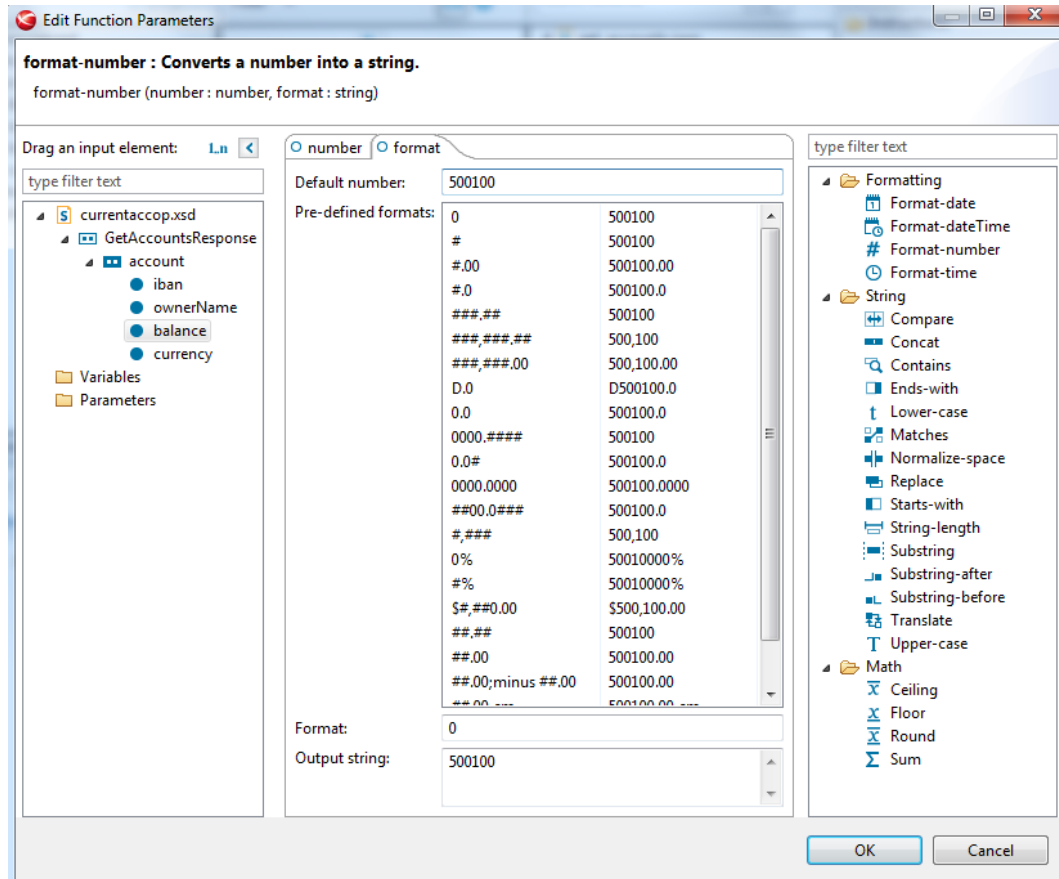 Edit Function Parameters
format-number : Converts a number into a string.
format-number (number : number, format : string)
Drag an input element: 1..n
type filter text
currentaccop.xsd
GetAccountsResponse
account
iban
ownerName
balance
currency
Variables
Parameters
number format
Default number: 500100
Pre-defined formats:
0 500100
# 500100
#.00 500100.00
#.0 500100.0
###.## 500100
###,###.## 500,100
###,###.00 500,100.00
D.0 D500100.0
0.0 500100.0
0000.#### 500100
0.0# 500100.0
0000.0000 500100.0000
##00.0### 500100.0
#,### 500,100
0% 50010000%
#% 50010000%
$#,##0.00 $500,100.00
##.## 500100
##.00 500100.00
##.00;minus ##.00 500100.00
Format: 0
Output string: 500100
type filter text
Formatting
Format-date
Format-dateTime
# Format-number
Format-time
String
Compare
Concat
Contains
Ends-with
Lower-case
Matches
Normalize-space
Replace
Starts-with
String-length
Substring
Substring-after
Substring-before
Translate
Upper-case
Math
Ceiling
Floor
Round
Sum
OK Cancel